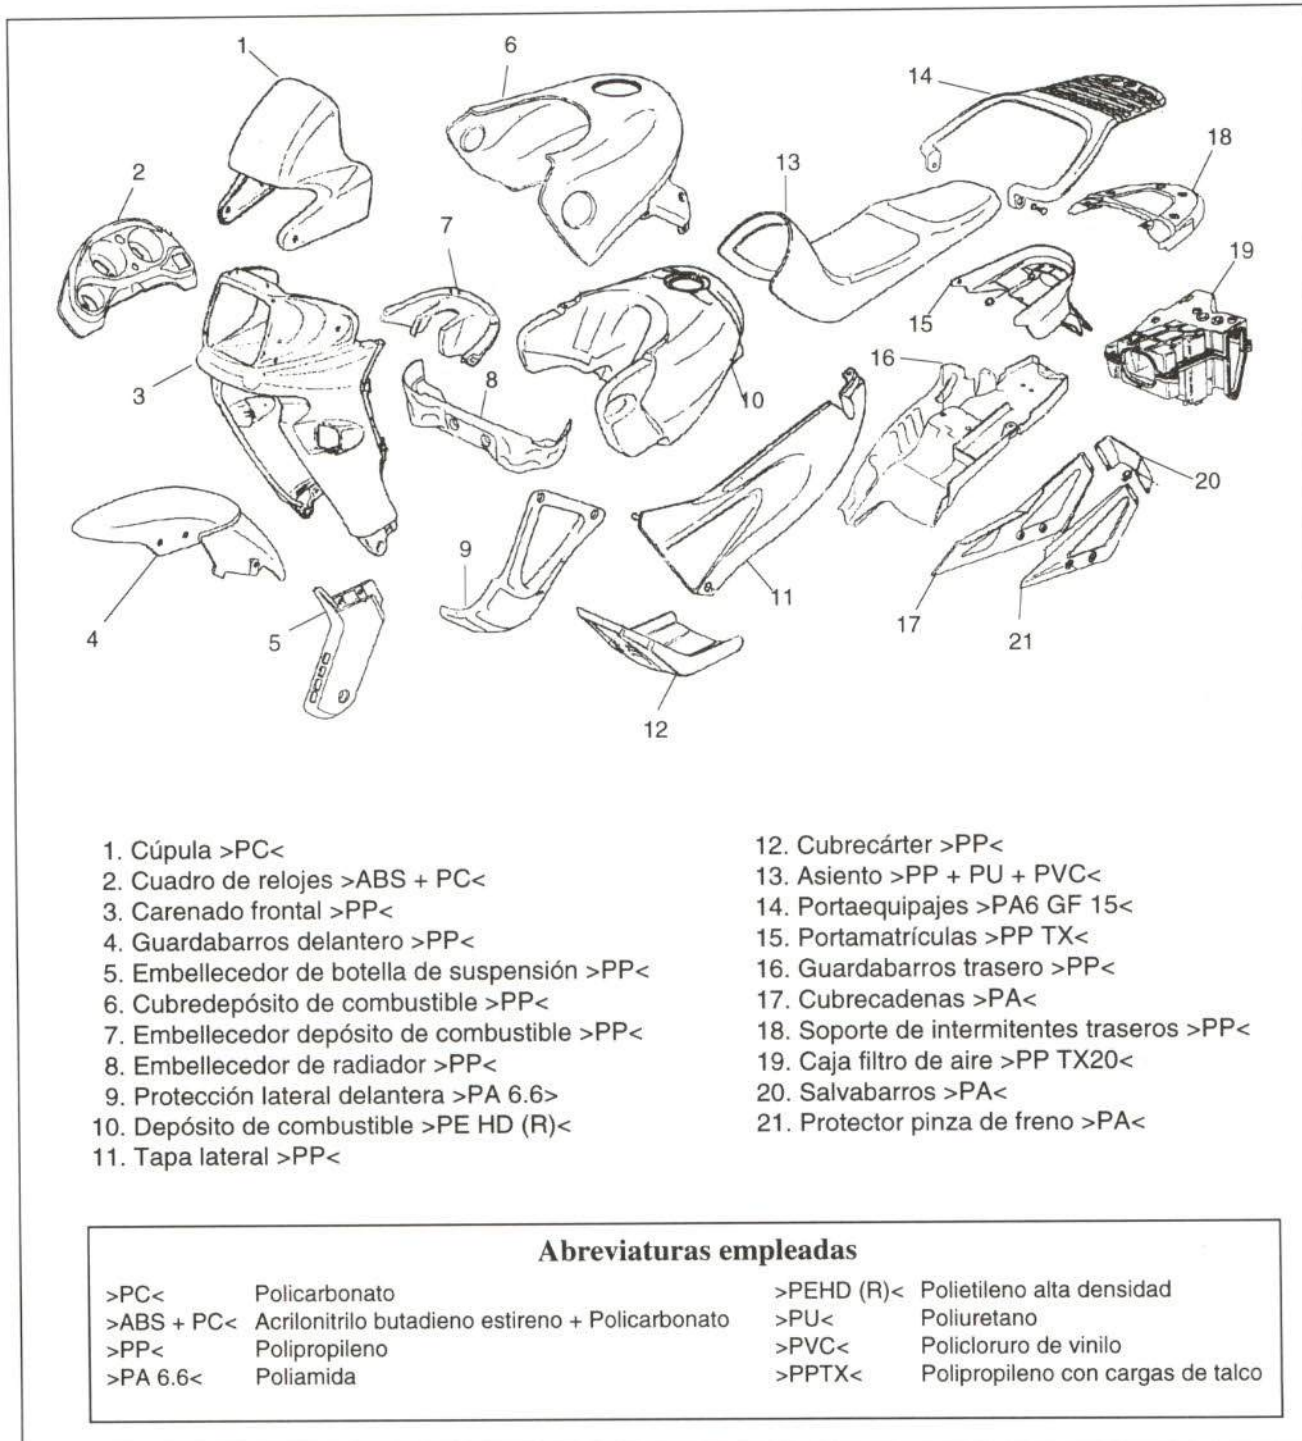 1
6
14
2
13
18
7
19
15
3
8
16
10
20
9
11
4
5
17
21
12
1. Cúpula >PC<
2. Cuadro de relojes >ABS + PC<
3. Carenado frontal >PP<
4. Guardabarros delantero >PP<
5. Embellecedor de botella de suspensión >PP<
6. Cubredepósito de combustible >PP<
7. Embellecedor depósito de combustible >PP<
8. Embellecedor de radiador >PP<
9. Protección lateral delantera >PA 6.6>
10. Depósito de combustible >PE HD (R)<
11. Tapa lateral >PP<
12. Cubrecárter >PP<
13. Asiento >PP + PU + PVC<
14. Portaequipajes >PA6 GF 15<
15. Portamatrículas >PP TX<
16. Guardabarros trasero >PP<
17. Cubrecadenas >PA<
18. Soporte de intermitentes traseros >PP<
19. Caja filtro de aire >PP TX20<
20. Salvabarros >PA<
21. Protector pinza de freno >PA<
Abreviaturas empleadas
>PC< Policarbonato
>ABS + PC< Acrilonitrilo butadieno estireno + Policarbonato
>PP< Polipropileno
>PA 6.6< Poliamida
>PEHD (R)< Polietileno alta densidad
>PU< Poliuretano
>PVC< Policloruro de vinilo
>PPTX< Polipropileno con cargas de talco